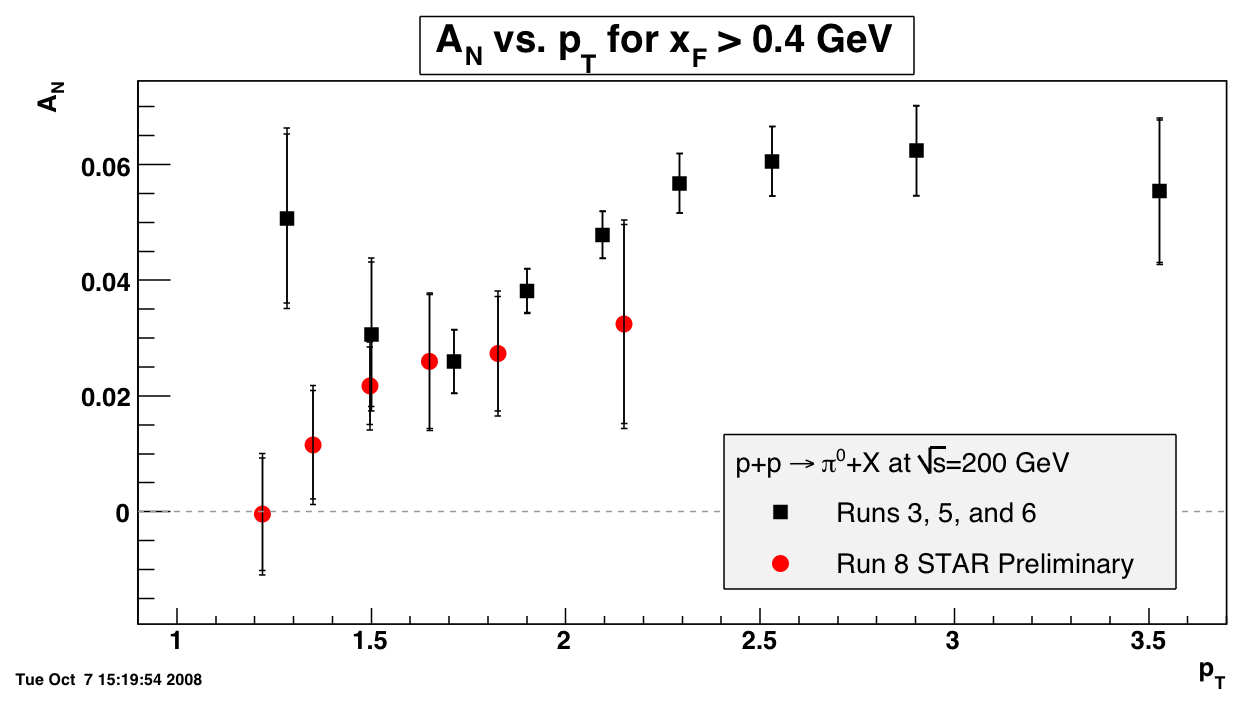 A_N vs. p_T for x_F > 0.4 GeV
A_N
0.06
0.04
0.02
0
p+p → π⁰+X at √s=200 GeV
Runs 3, 5, and 6
Run 8 STAR Preliminary
1 1.5 2 2.5 3 3.5
p_T
Tue Oct 7 15:19:54 2008